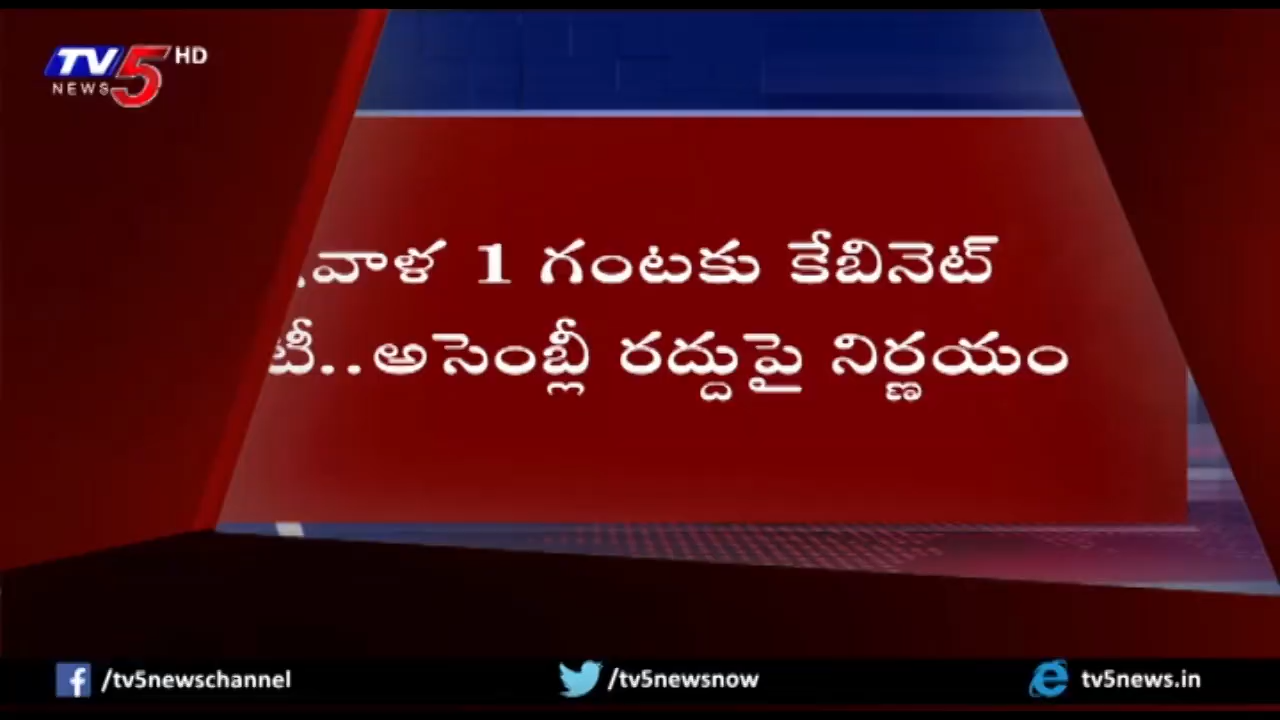 TV5 HD
NEWS
1 గంటకు కేబినెట్
..అసెంబ్లీ రద్దుపై నిర్ణయం
/tv5newschannel
/tv5newsnow
tv5news.in